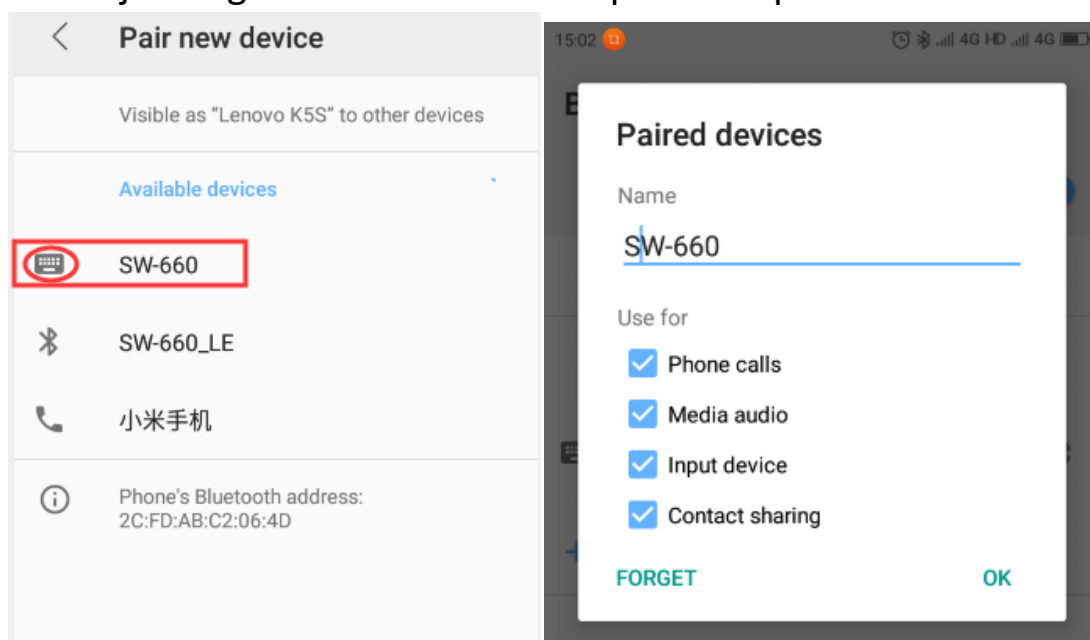 Pair new device
Visible as "Lenovo K5S" to other devices
Available devices
SW-660
SW-660_LE
小米手机
Phone's Bluetooth address:
2C:FD:AB:C2:06:4D
15:02
4G HD 4G
Paired devices
Name
SW-660
Use for
Phone calls
Media audio
Input device
Contact sharing
FORGET
OK